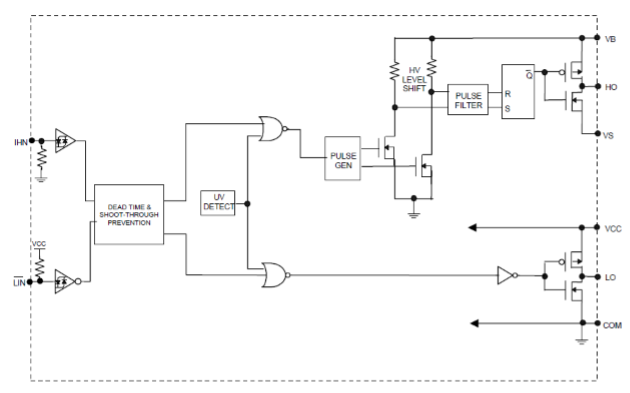 VB
HV
LEVEL
SHIFT
Q̅
HO
PULSE
FILTER
R
S
VS
IHN
PULSE
GEN
DEAD TIME &
SHOOT-THROUGH
PREVENTION
UV
DETECT
VCC
VCC
L̅I̅N̅
LO
COM